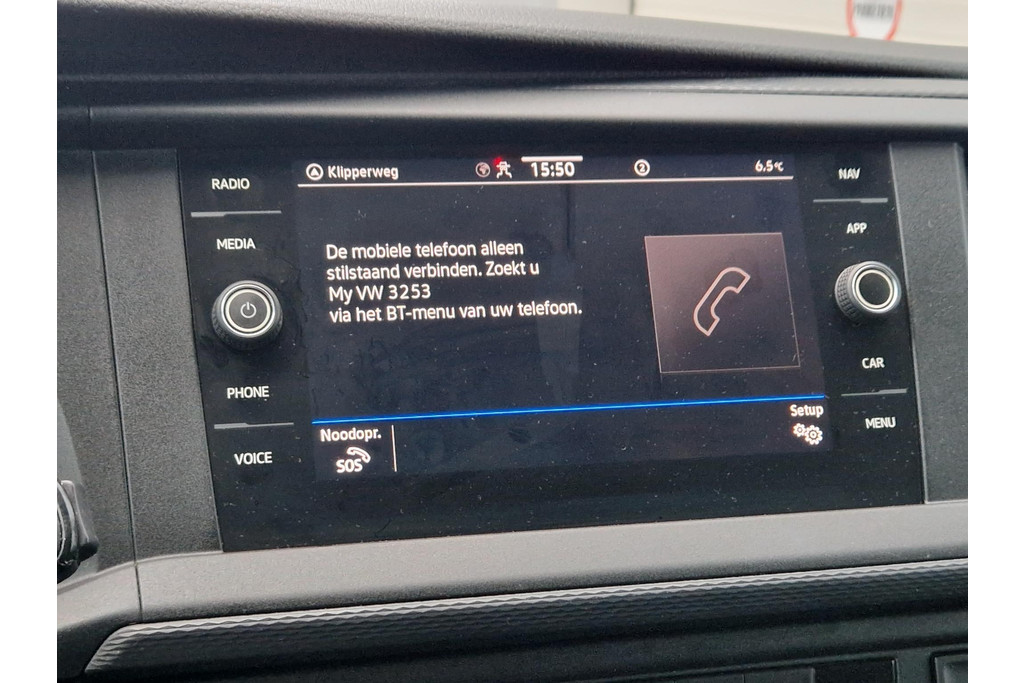 RADIO
MEDIA
PHONE
VOICE
Klipperweg
15:50
2
6.5°C
De mobiele telefoon alleen
stilstaand verbinden. Zoekt u
My VW 3253
via het BT-menu van uw telefoon.
Noodopr.
SOS
Setup
NAV
APP
CAR
MENU